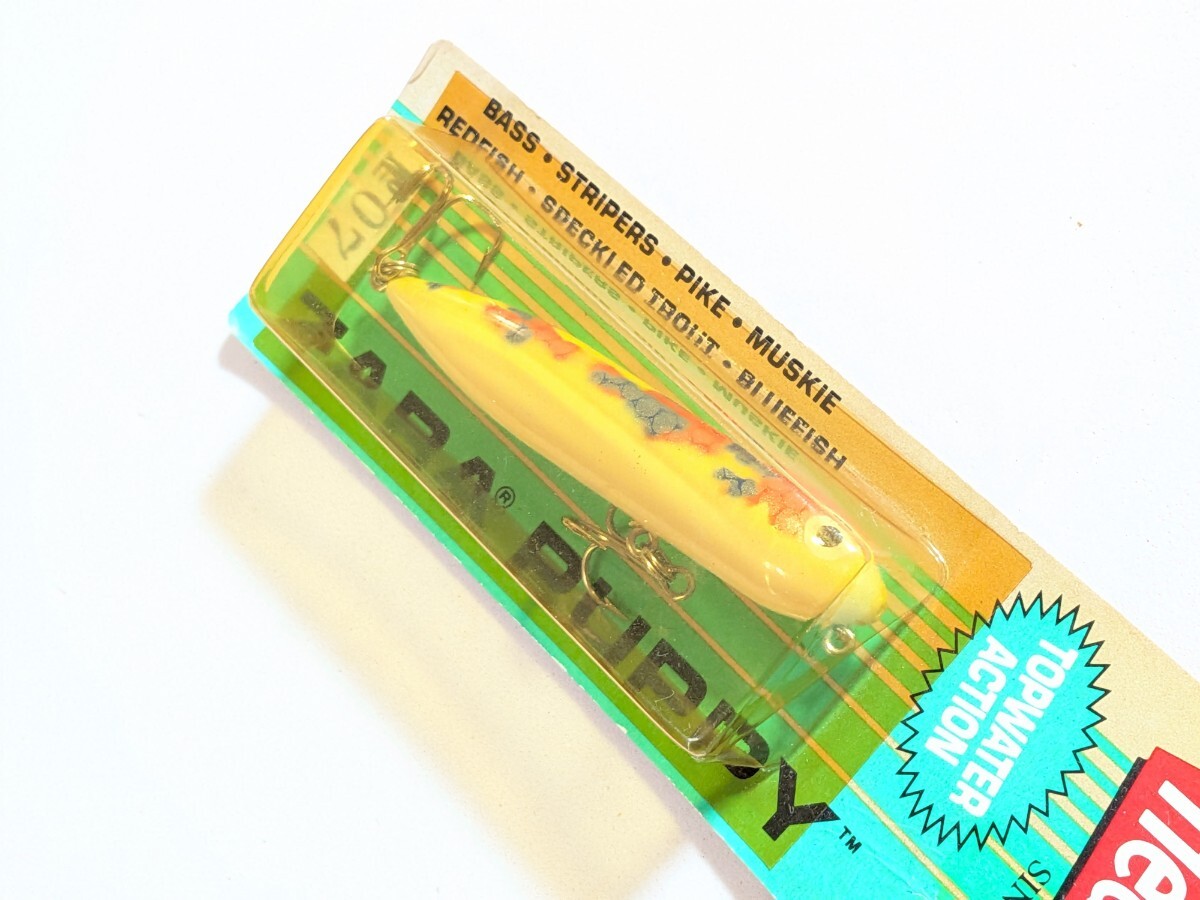 BASS • STRIPERS • PIKE • MUSKIE
REDFISH • SPECKLED TROUT • BLUEFISH
ZARA® PUPPY™
TOPWATER
ACTION